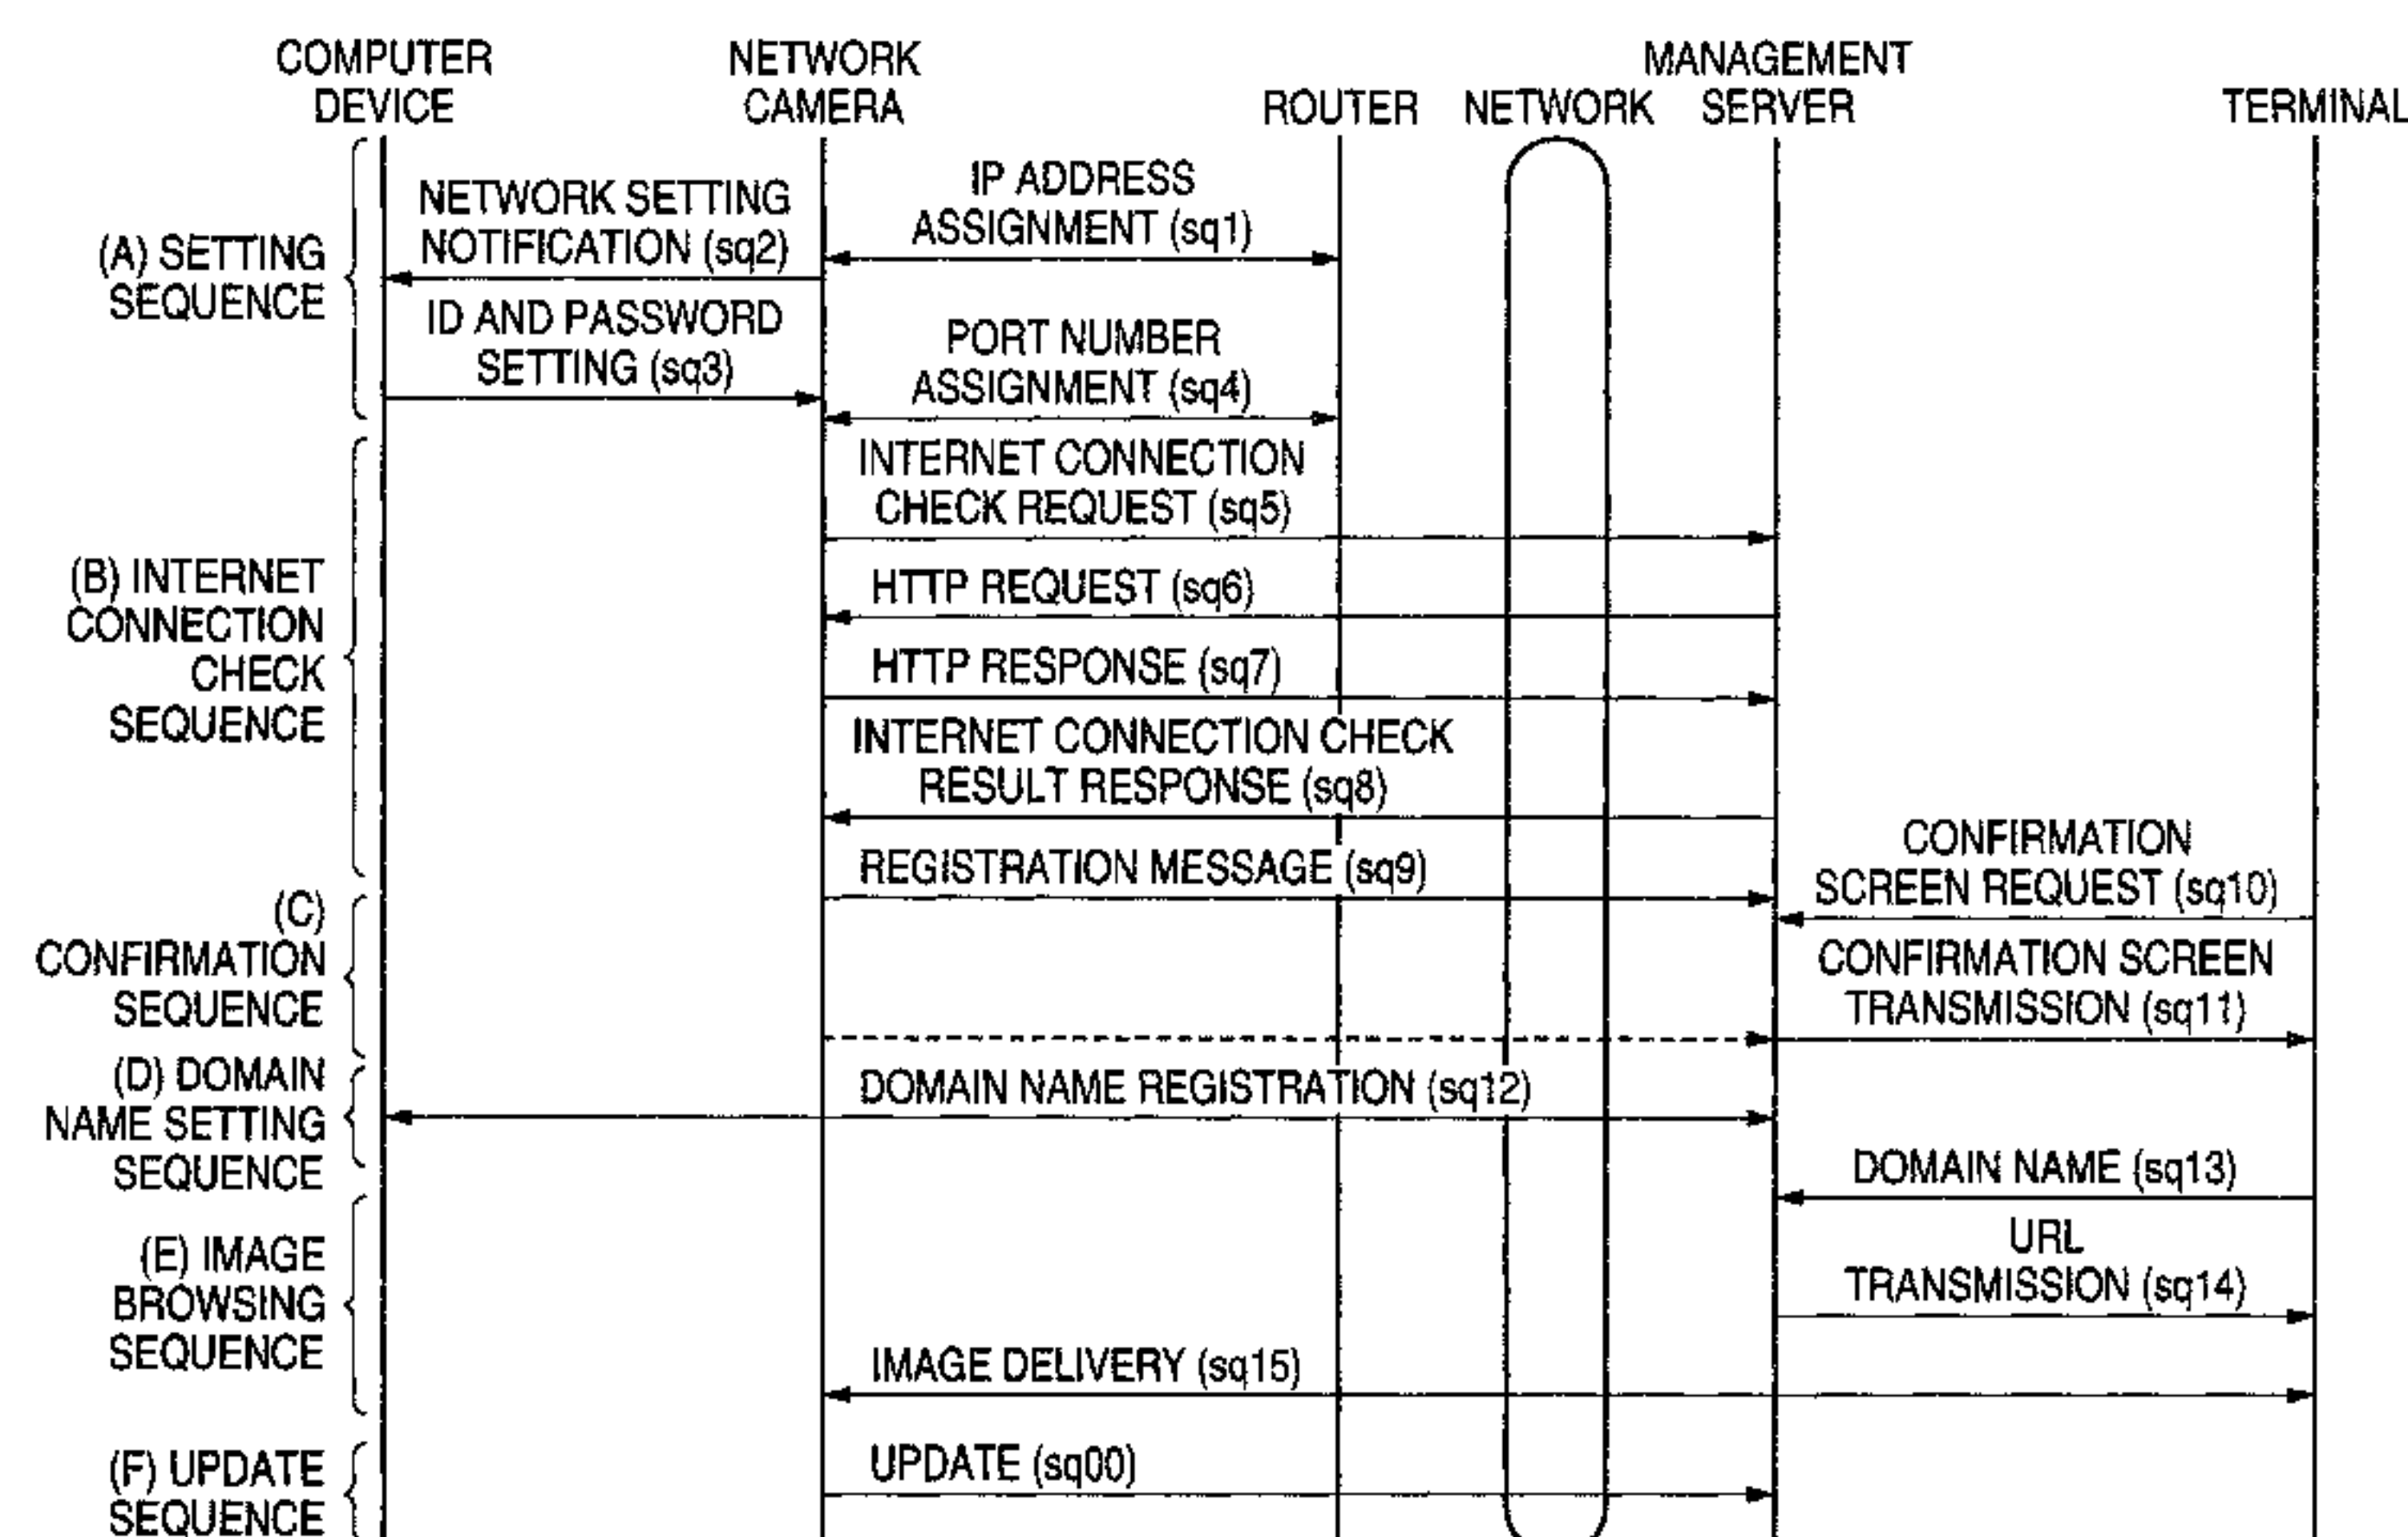 COMPUTER
DEVICE
NETWORK
CAMERA
ROUTER
NETWORK
MANAGEMENT
SERVER
TERMINAL
(A) SETTING
SEQUENCE
NETWORK SETTING
NOTIFICATION (sq2)
IP ADDRESS
ASSIGNMENT (sq1)
ID AND PASSWORD
SETTING (sq3)
PORT NUMBER
ASSIGNMENT (sq4)
(B) INTERNET
CONNECTION
CHECK
SEQUENCE
INTERNET CONNECTION
CHECK REQUEST (sq5)
HTTP REQUEST (sq6)
HTTP RESPONSE (sq7)
INTERNET CONNECTION CHECK
RESULT RESPONSE (sq8)
REGISTRATION MESSAGE (sq9)
(C)
CONFIRMATION
SEQUENCE
CONFIRMATION
SCREEN REQUEST (sq10)
CONFIRMATION SCREEN
TRANSMISSION (sq11)
(D) DOMAIN
NAME SETTING
SEQUENCE
DOMAIN NAME REGISTRATION (sq12)
DOMAIN NAME (sq13)
(E) IMAGE
BROWSING
SEQUENCE
URL
TRANSMISSION (sq14)
IMAGE DELIVERY (sq15)
(F) UPDATE
SEQUENCE
UPDATE (sq00)